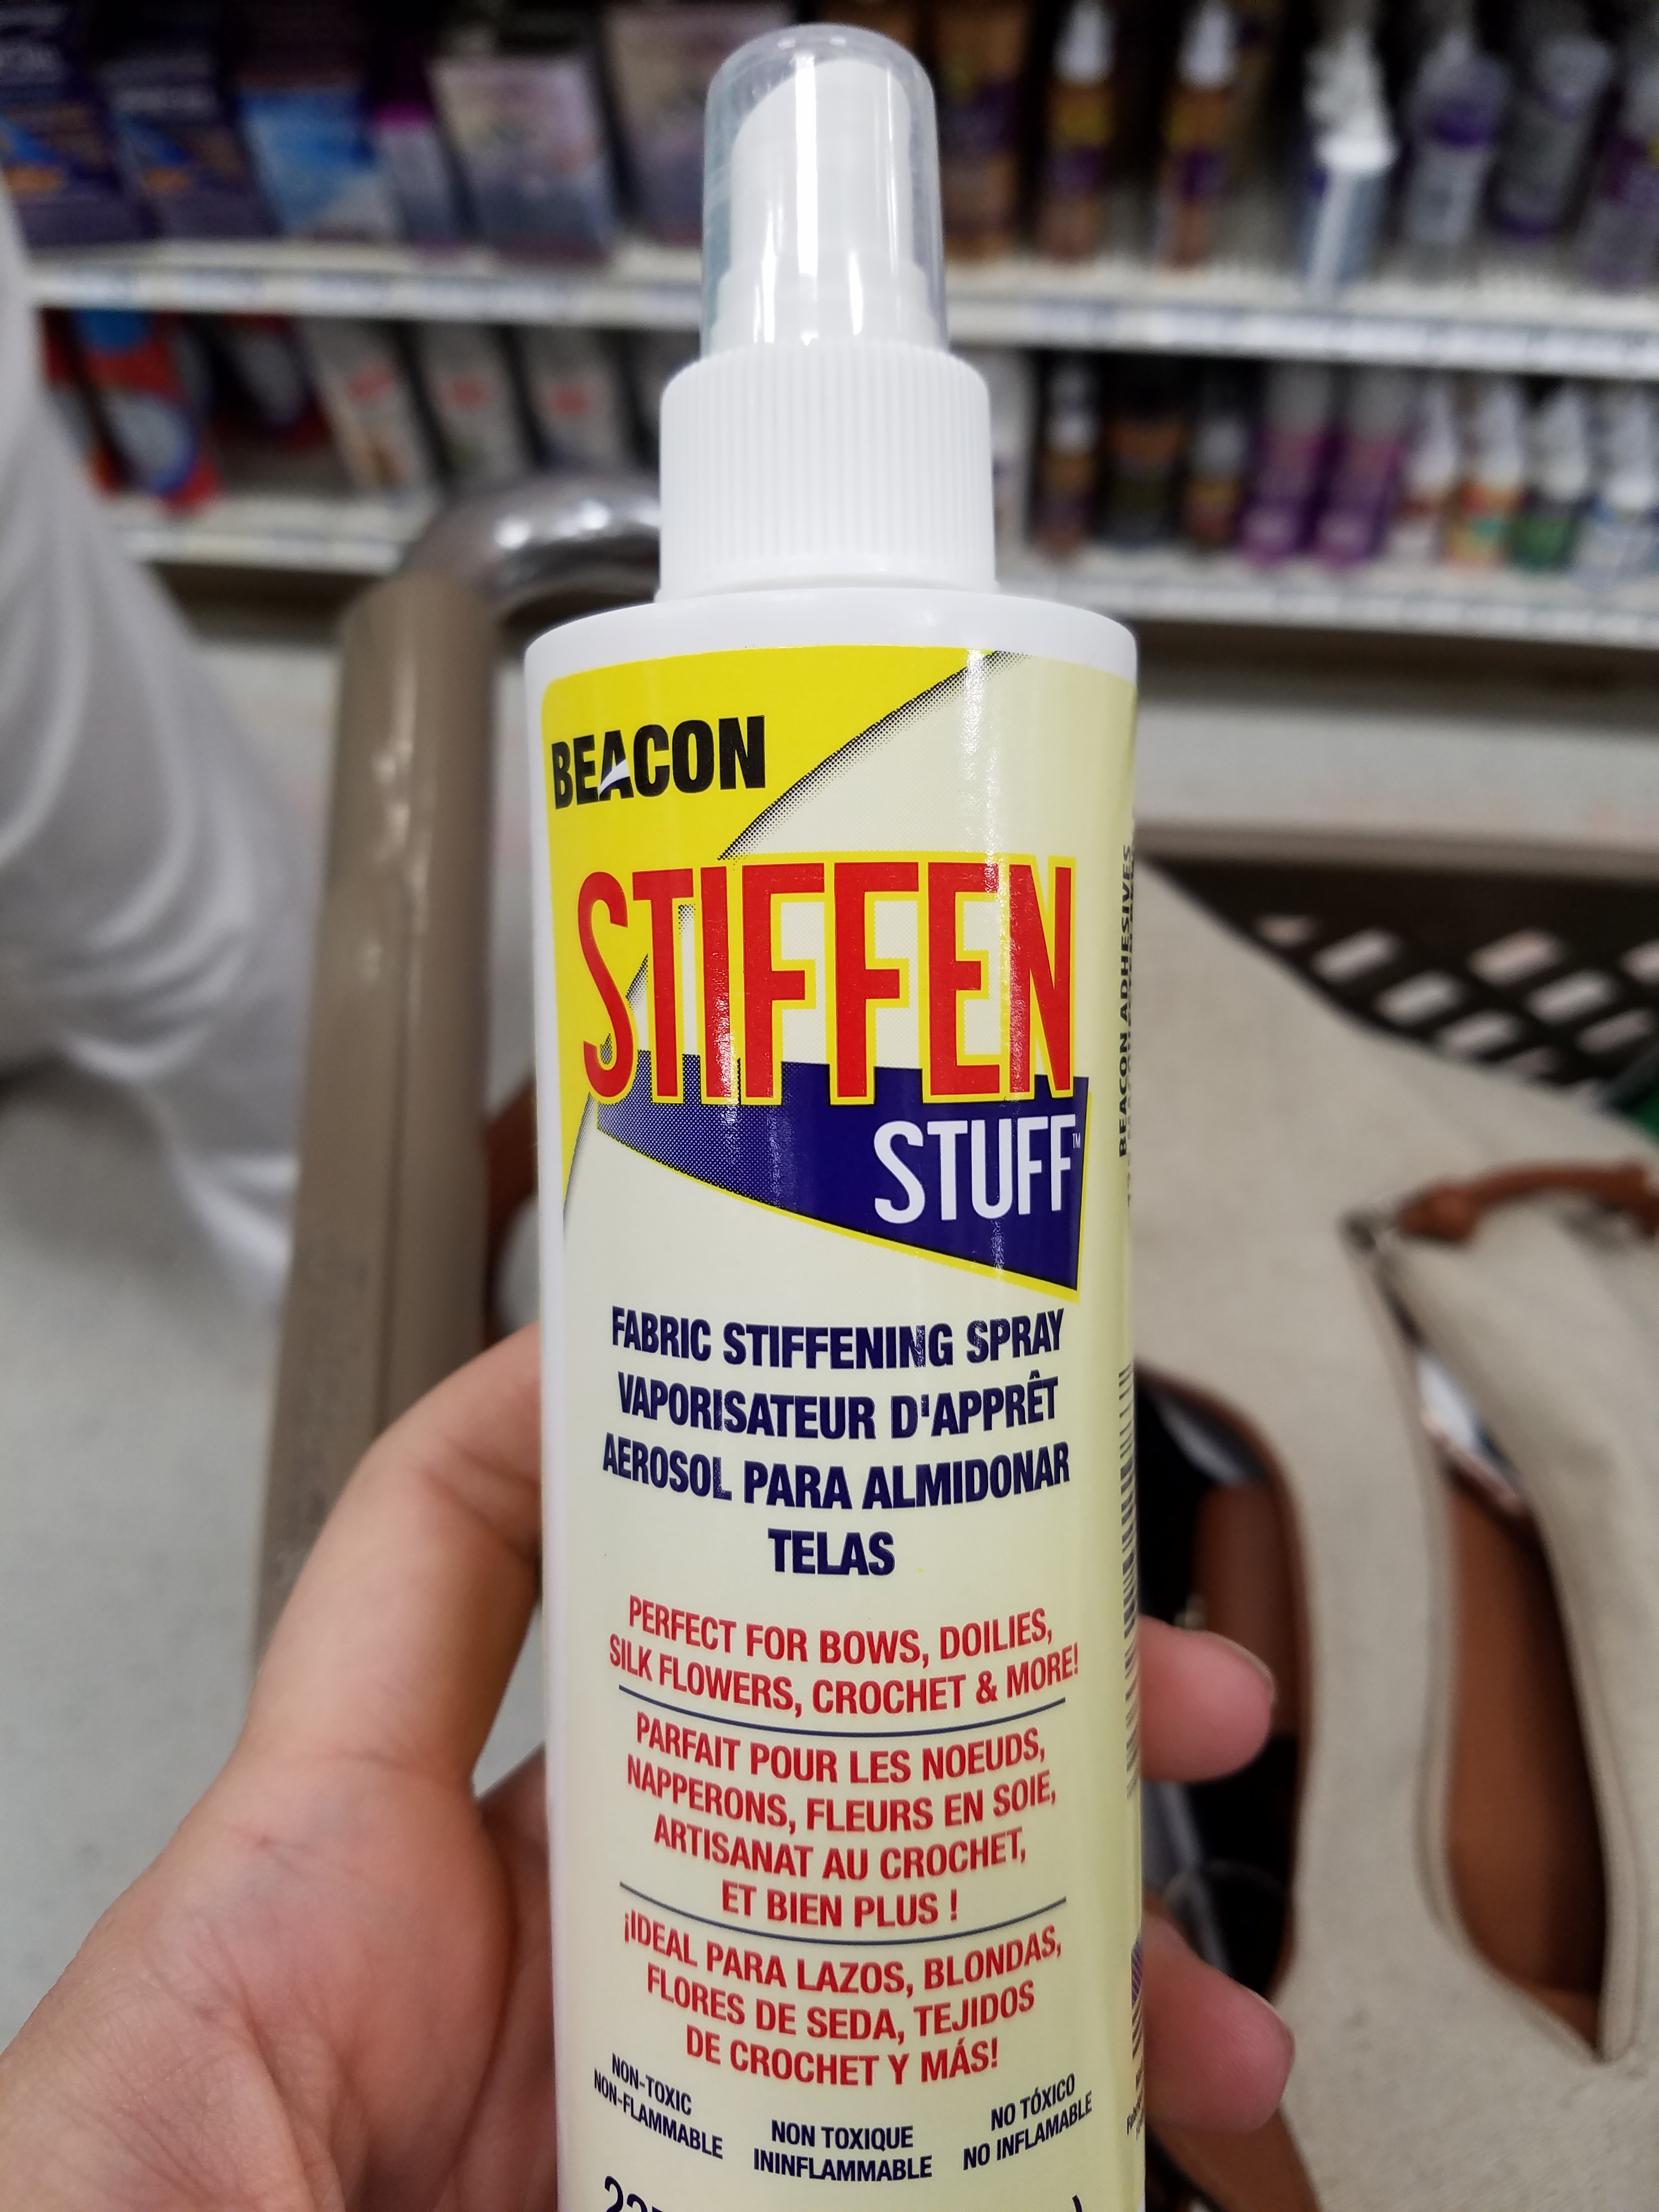 BEACON
STIFFEN
STUFF™
FABRIC STIFFENING SPRAY
VAPORISATEUR D'APPRÊT
AEROSOL PARA ALMIDONAR
TELAS
PERFECT FOR BOWS, DOILIES,
SILK FLOWERS, CROCHET & MORE!
PARFAIT POUR LES NOEUDS,
NAPPERONS, FLEURS EN SOIE,
ARTISANAT AU CROCHET,
ET BIEN PLUS !
¡IDEAL PARA LAZOS, BLONDAS,
FLORES DE SEDA, TEJIDOS
DE CROCHET Y MÁS!
NON-TOXIC
NON-FLAMMABLE
NON TOXIQUE
ININFLAMMABLE
NO TÓXICO
NO INFLAMABLE
BEACON ADHESIVES